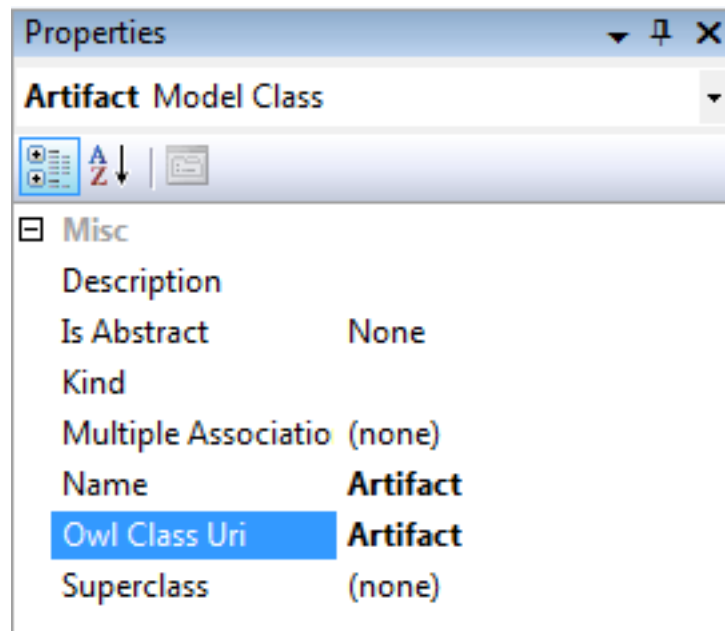 Properties
Artifact Model Class
A
Z
Misc
Description
Is Abstract None
Kind
Multiple Associatio (none)
Name Artifact
Owl Class Uri Artifact
Superclass (none)